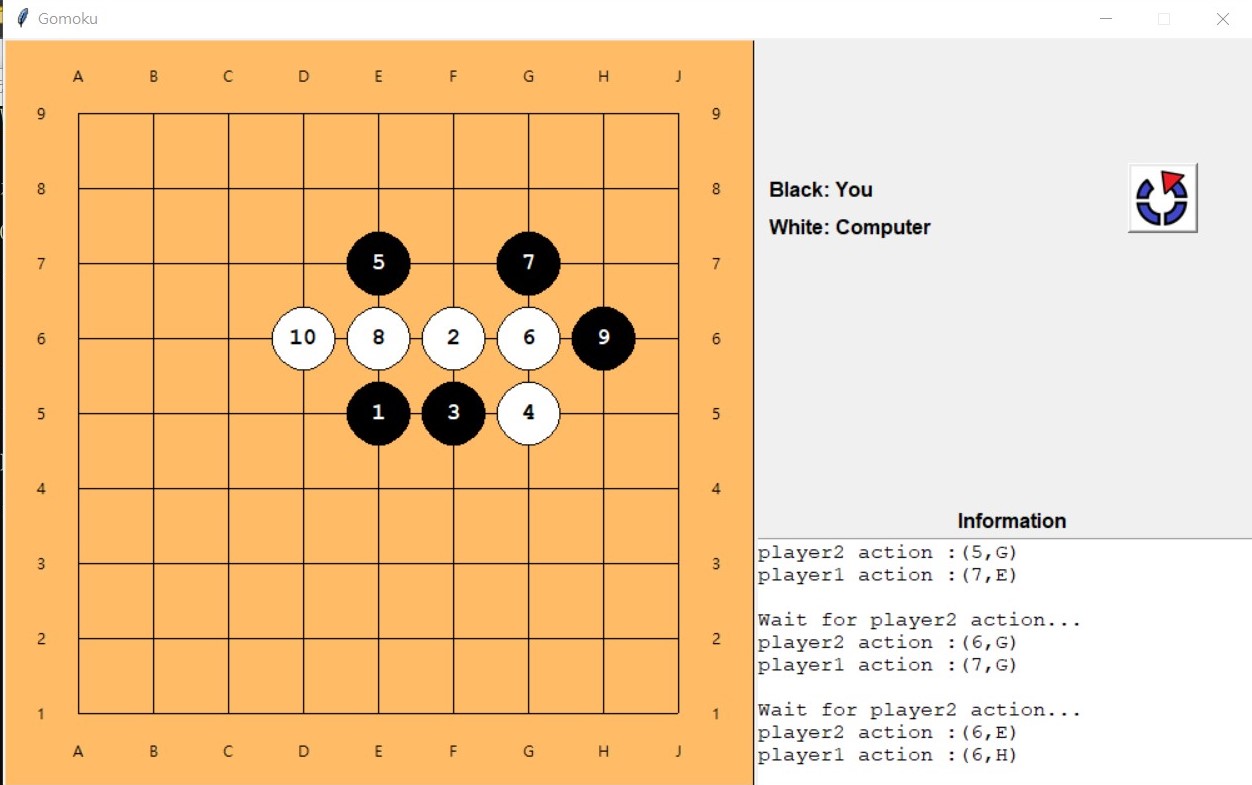 Gomoku
A B C D E F G H J
9 9
8 8
Black: You
White: Computer
7 5 7 7
6 10 8 2 6 9 6
5 1 3 4 5
4 4
Information
player2 action :(5,G)
3 3
player1 action :(7,E)
Wait for player2 action...
2 2
player2 action :(6,G)
player1 action :(7,G)
1 1
Wait for player2 action...
player2 action :(6,E)
A B C D E F G H J
player1 action :(6,H)